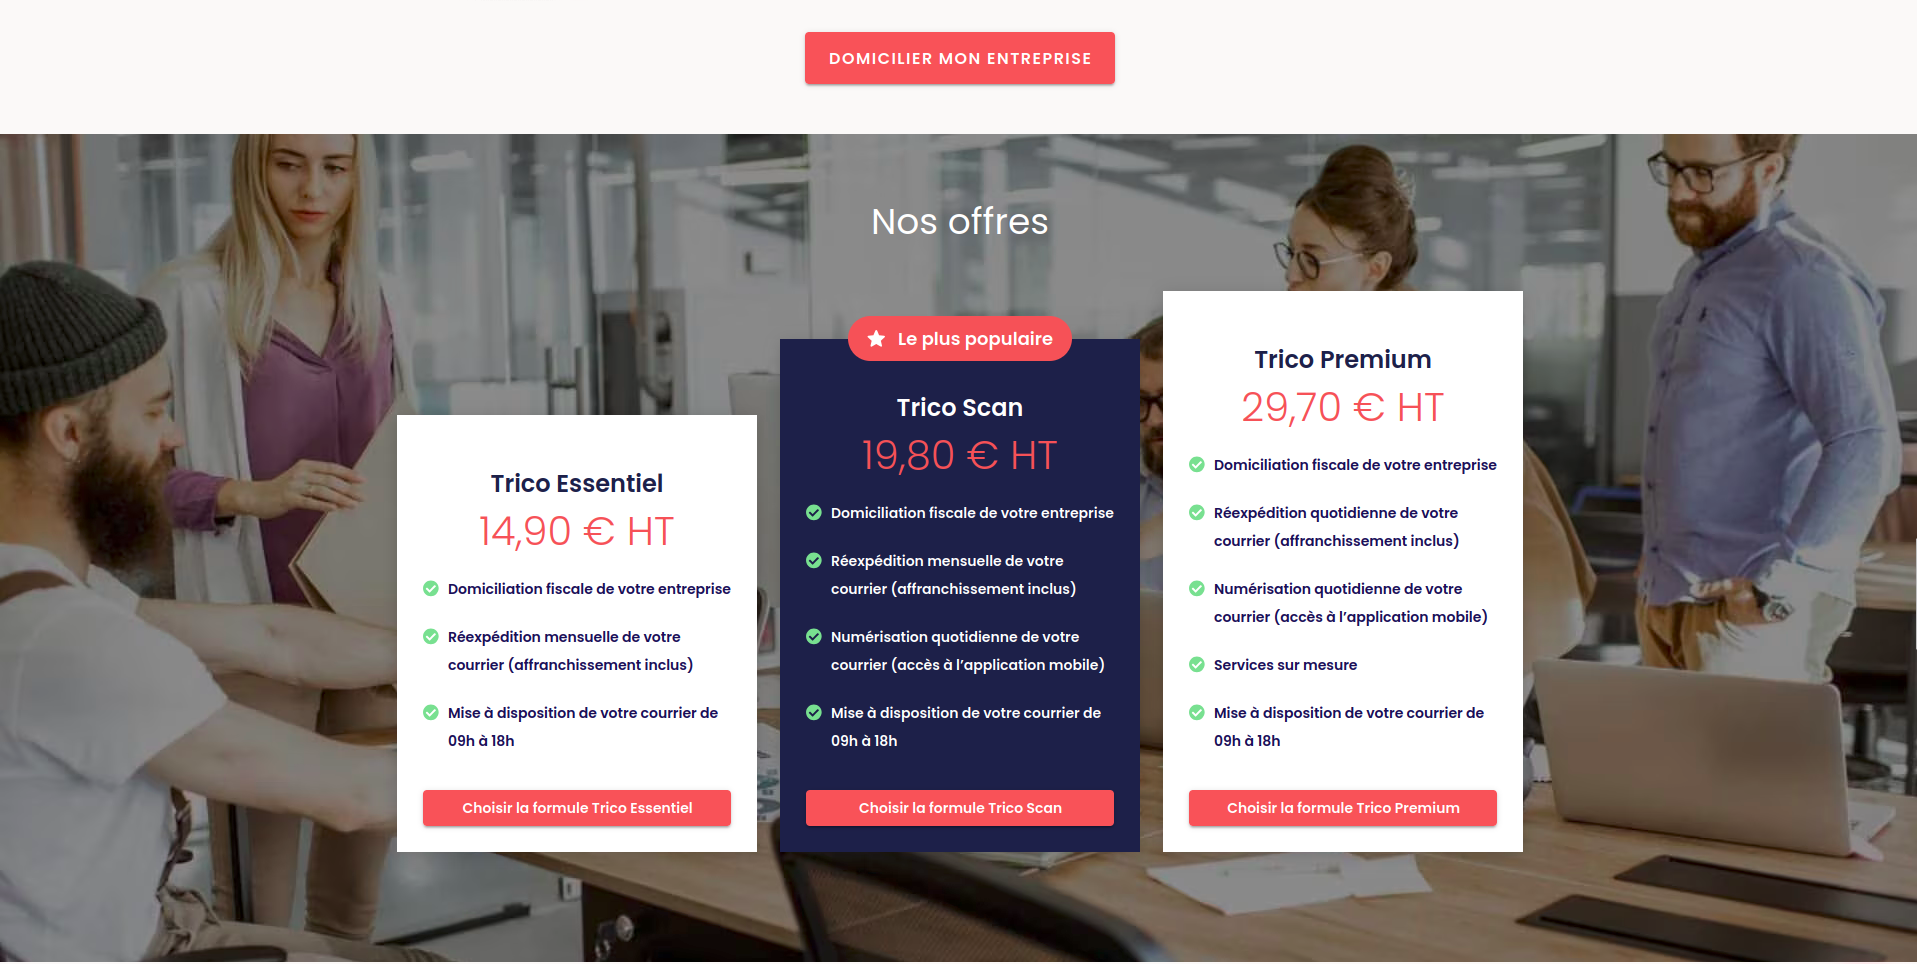 DOMICILIER MON ENTREPRISE
Nos offres
Trico Essentiel
14,90 € HT
Domiciliation fiscale de votre entreprise
Réexpédition mensuelle de votre
courrier (affranchissement inclus)
Mise à disposition de votre courrier de
09h à 18h
Choisir la formule Trico Essentiel
Le plus populaire
Trico Scan
19,80 € HT
Domiciliation fiscale de votre entreprise
Réexpédition mensuelle de votre
courrier (affranchissement inclus)
Numérisation quotidienne de votre
courrier (accès à l’application mobile)
Mise à disposition de votre courrier de
09h à 18h
Choisir la formule Trico Scan
Trico Premium
29,70 € HT
Domiciliation fiscale de votre entreprise
Réexpédition quotidienne de votre
courrier (affranchissement inclus)
Numérisation quotidienne de votre
courrier (accès à l’application mobile)
Services sur mesure
Mise à disposition de votre courrier de
09h à 18h
Choisir la formule Trico Premium